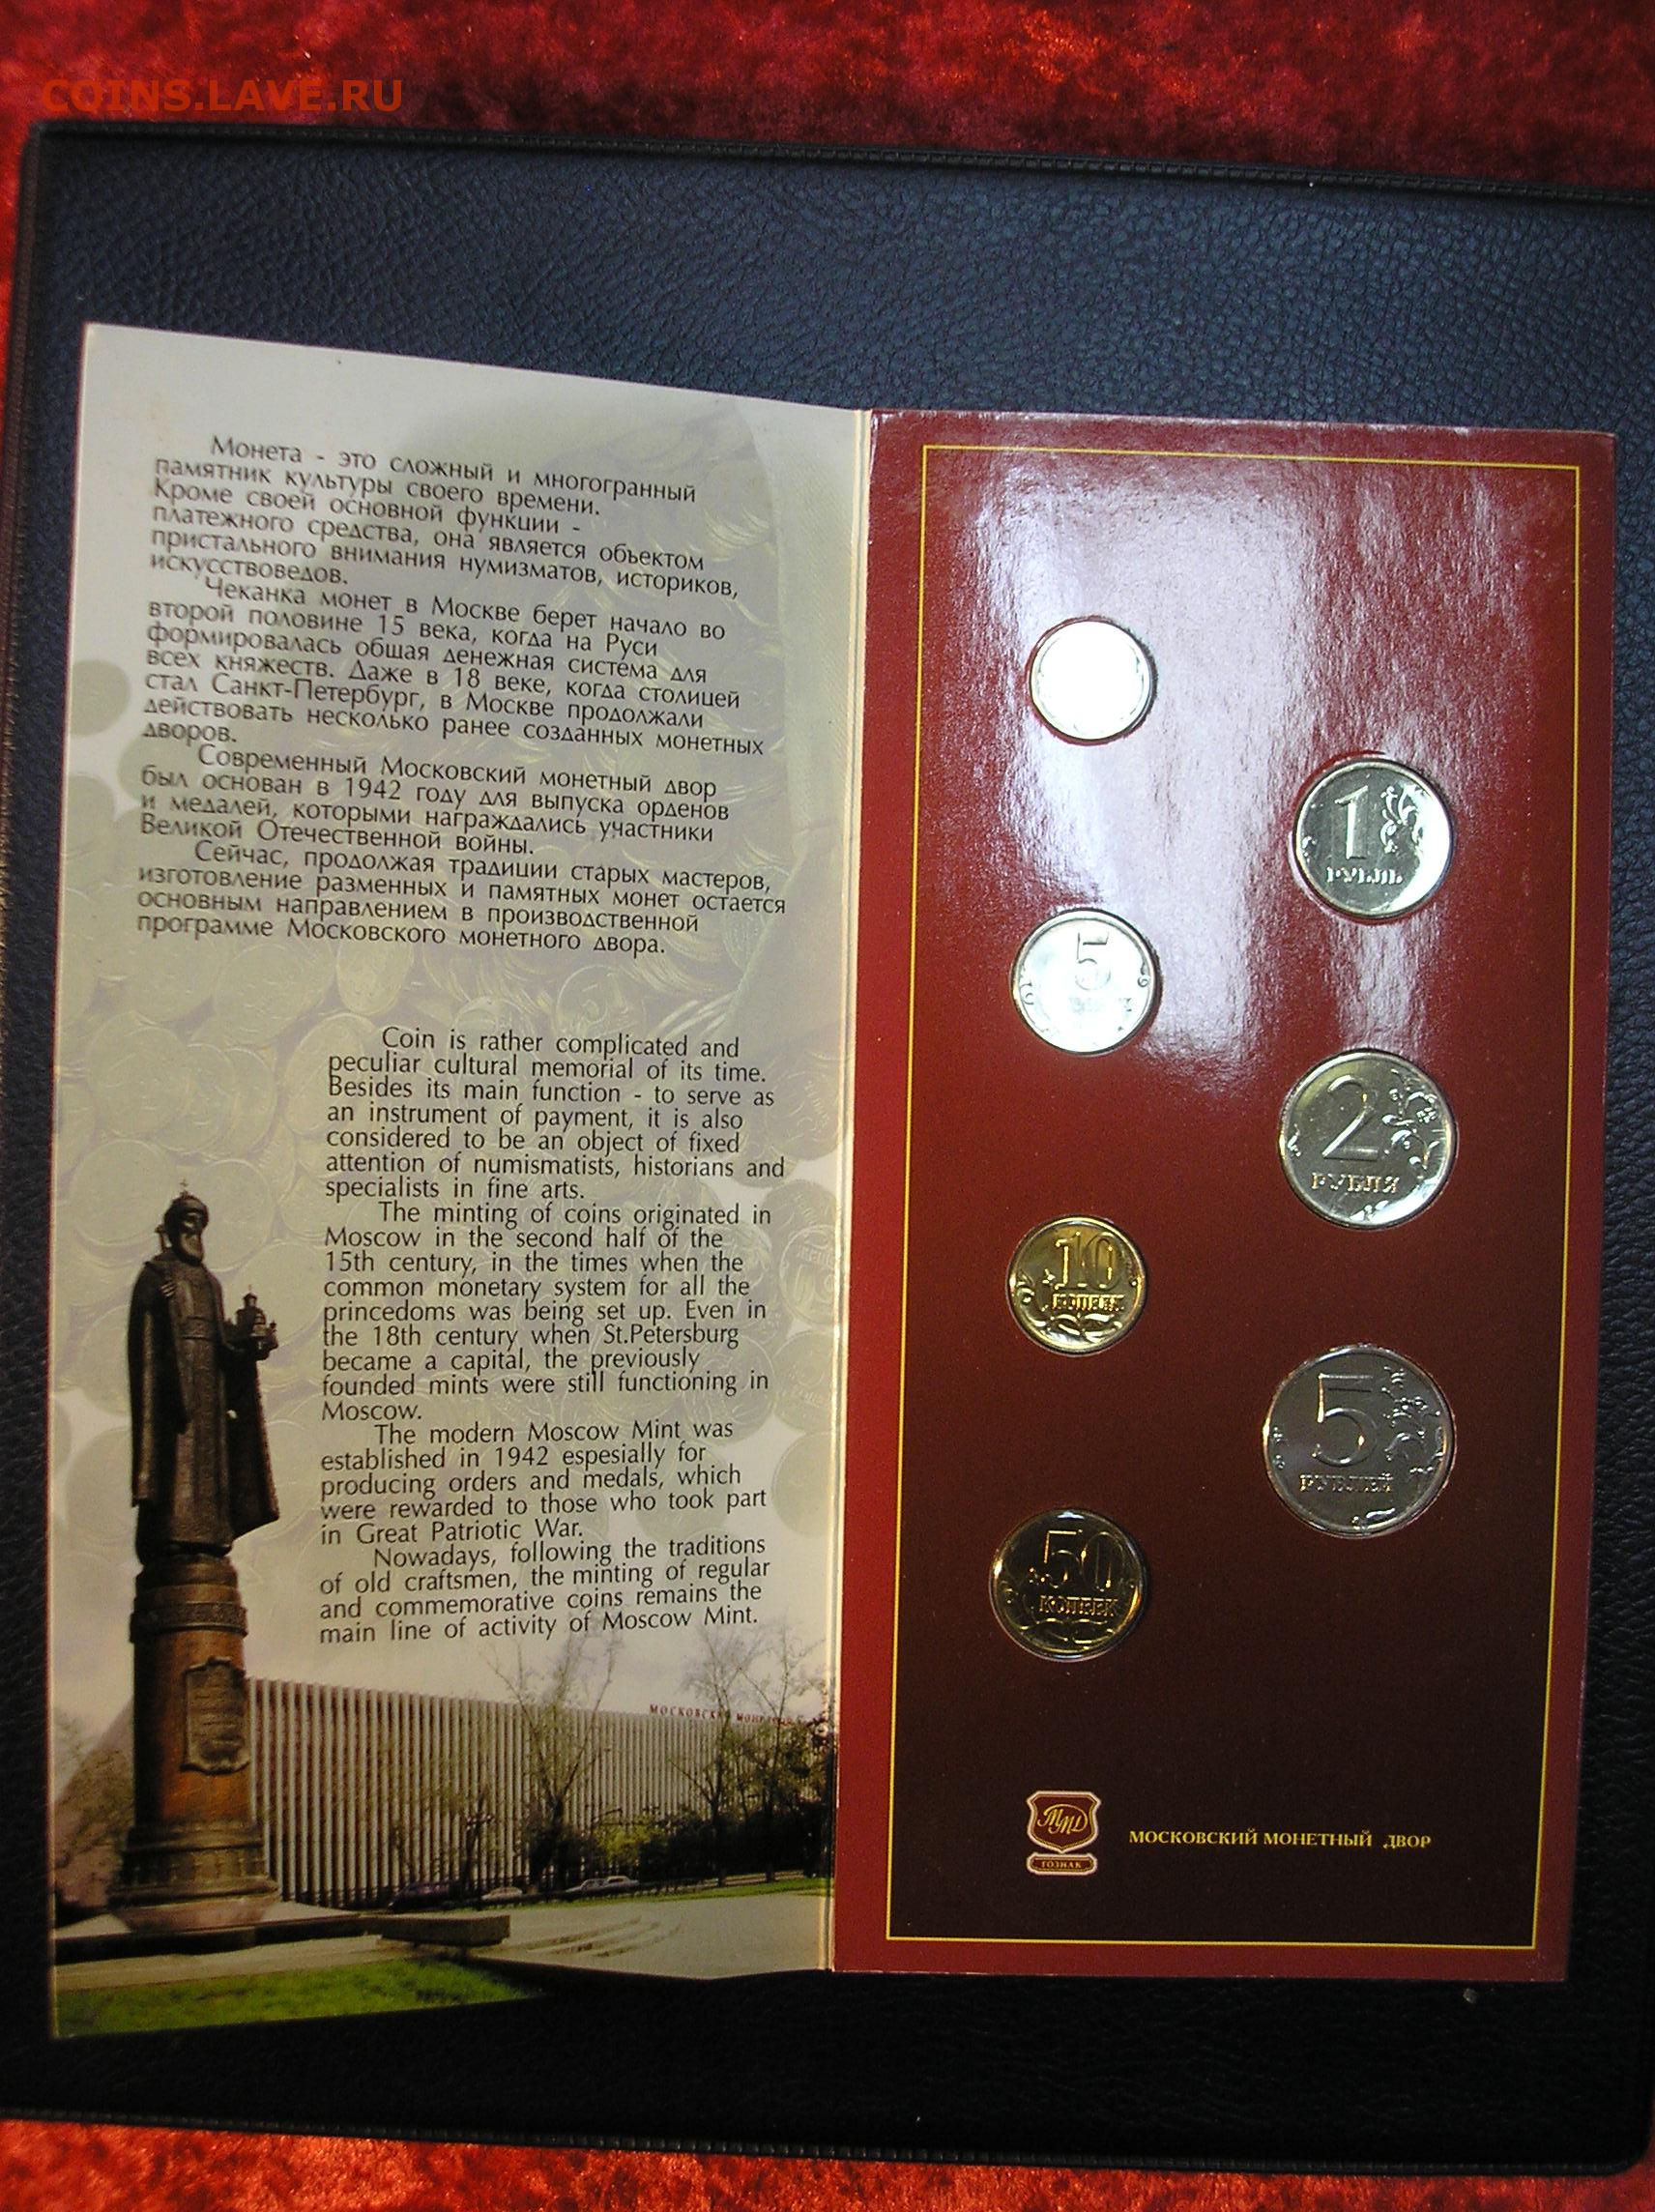 COINS.LAVE.RU
Монета - это сложный и многогранный
памятник культуры своего времени.
Кроме своей основной функции -
платежного средства, она является объектом
пристального внимания нумизматов, историков,
искусствоведов.
Чеканка монет в Москве берет начало во
второй половине 15 века, когда на Руси
формировалась общая денежная система для
всех княжеств. Даже в 18 веке, когда столицей
стал Санкт-Петербург, в Москве продолжали
действовать несколько ранее созданных монетных
дворов.
Современный Московский монетный двор
был основан в 1942 году для выпуска орденов
и медалей, которыми награждались участники
Великой Отечественной войны.
Сейчас, продолжая традиции старых мастеров,
изготовление разменных и памятных монет остается
основным направлением в производственной
программе Московского монетного двора.
Coin is rather complicated and
peculiar cultural memorial of its time.
Besides its main function - to serve as
an instrument of payment, it is also
considered to be an object of fixed
attention of numismatists, historians and
specialists in fine arts.
The minting of coins originated in
Moscow in the second half of the
15th century, in the times when the
common monetary system for all the
princedoms was being set up. Even in
the 18th century when St.Petersburg
became a capital, the previously
founded mints were still functioning in
Moscow.
The modern Moscow Mint was
established in 1942 espesially for
producing orders and medals, which
were rewarded to those who took part
in Great Patriotic War.
Nowadays, following the traditions
of old craftsmen, the minting of regular
and commemorative coins remains the
main line of activity of Moscow Mint.
МОСКОВСКИЙ
1
РУБЛЬ
5
2
РУБЛЯ
10
КОПЕЕК
5
РУБЛЕЙ
50
КОПЕЕК
ММД
ГОЗНАК
МОСКОВСКИЙ МОНЕТНЫЙ ДВОР